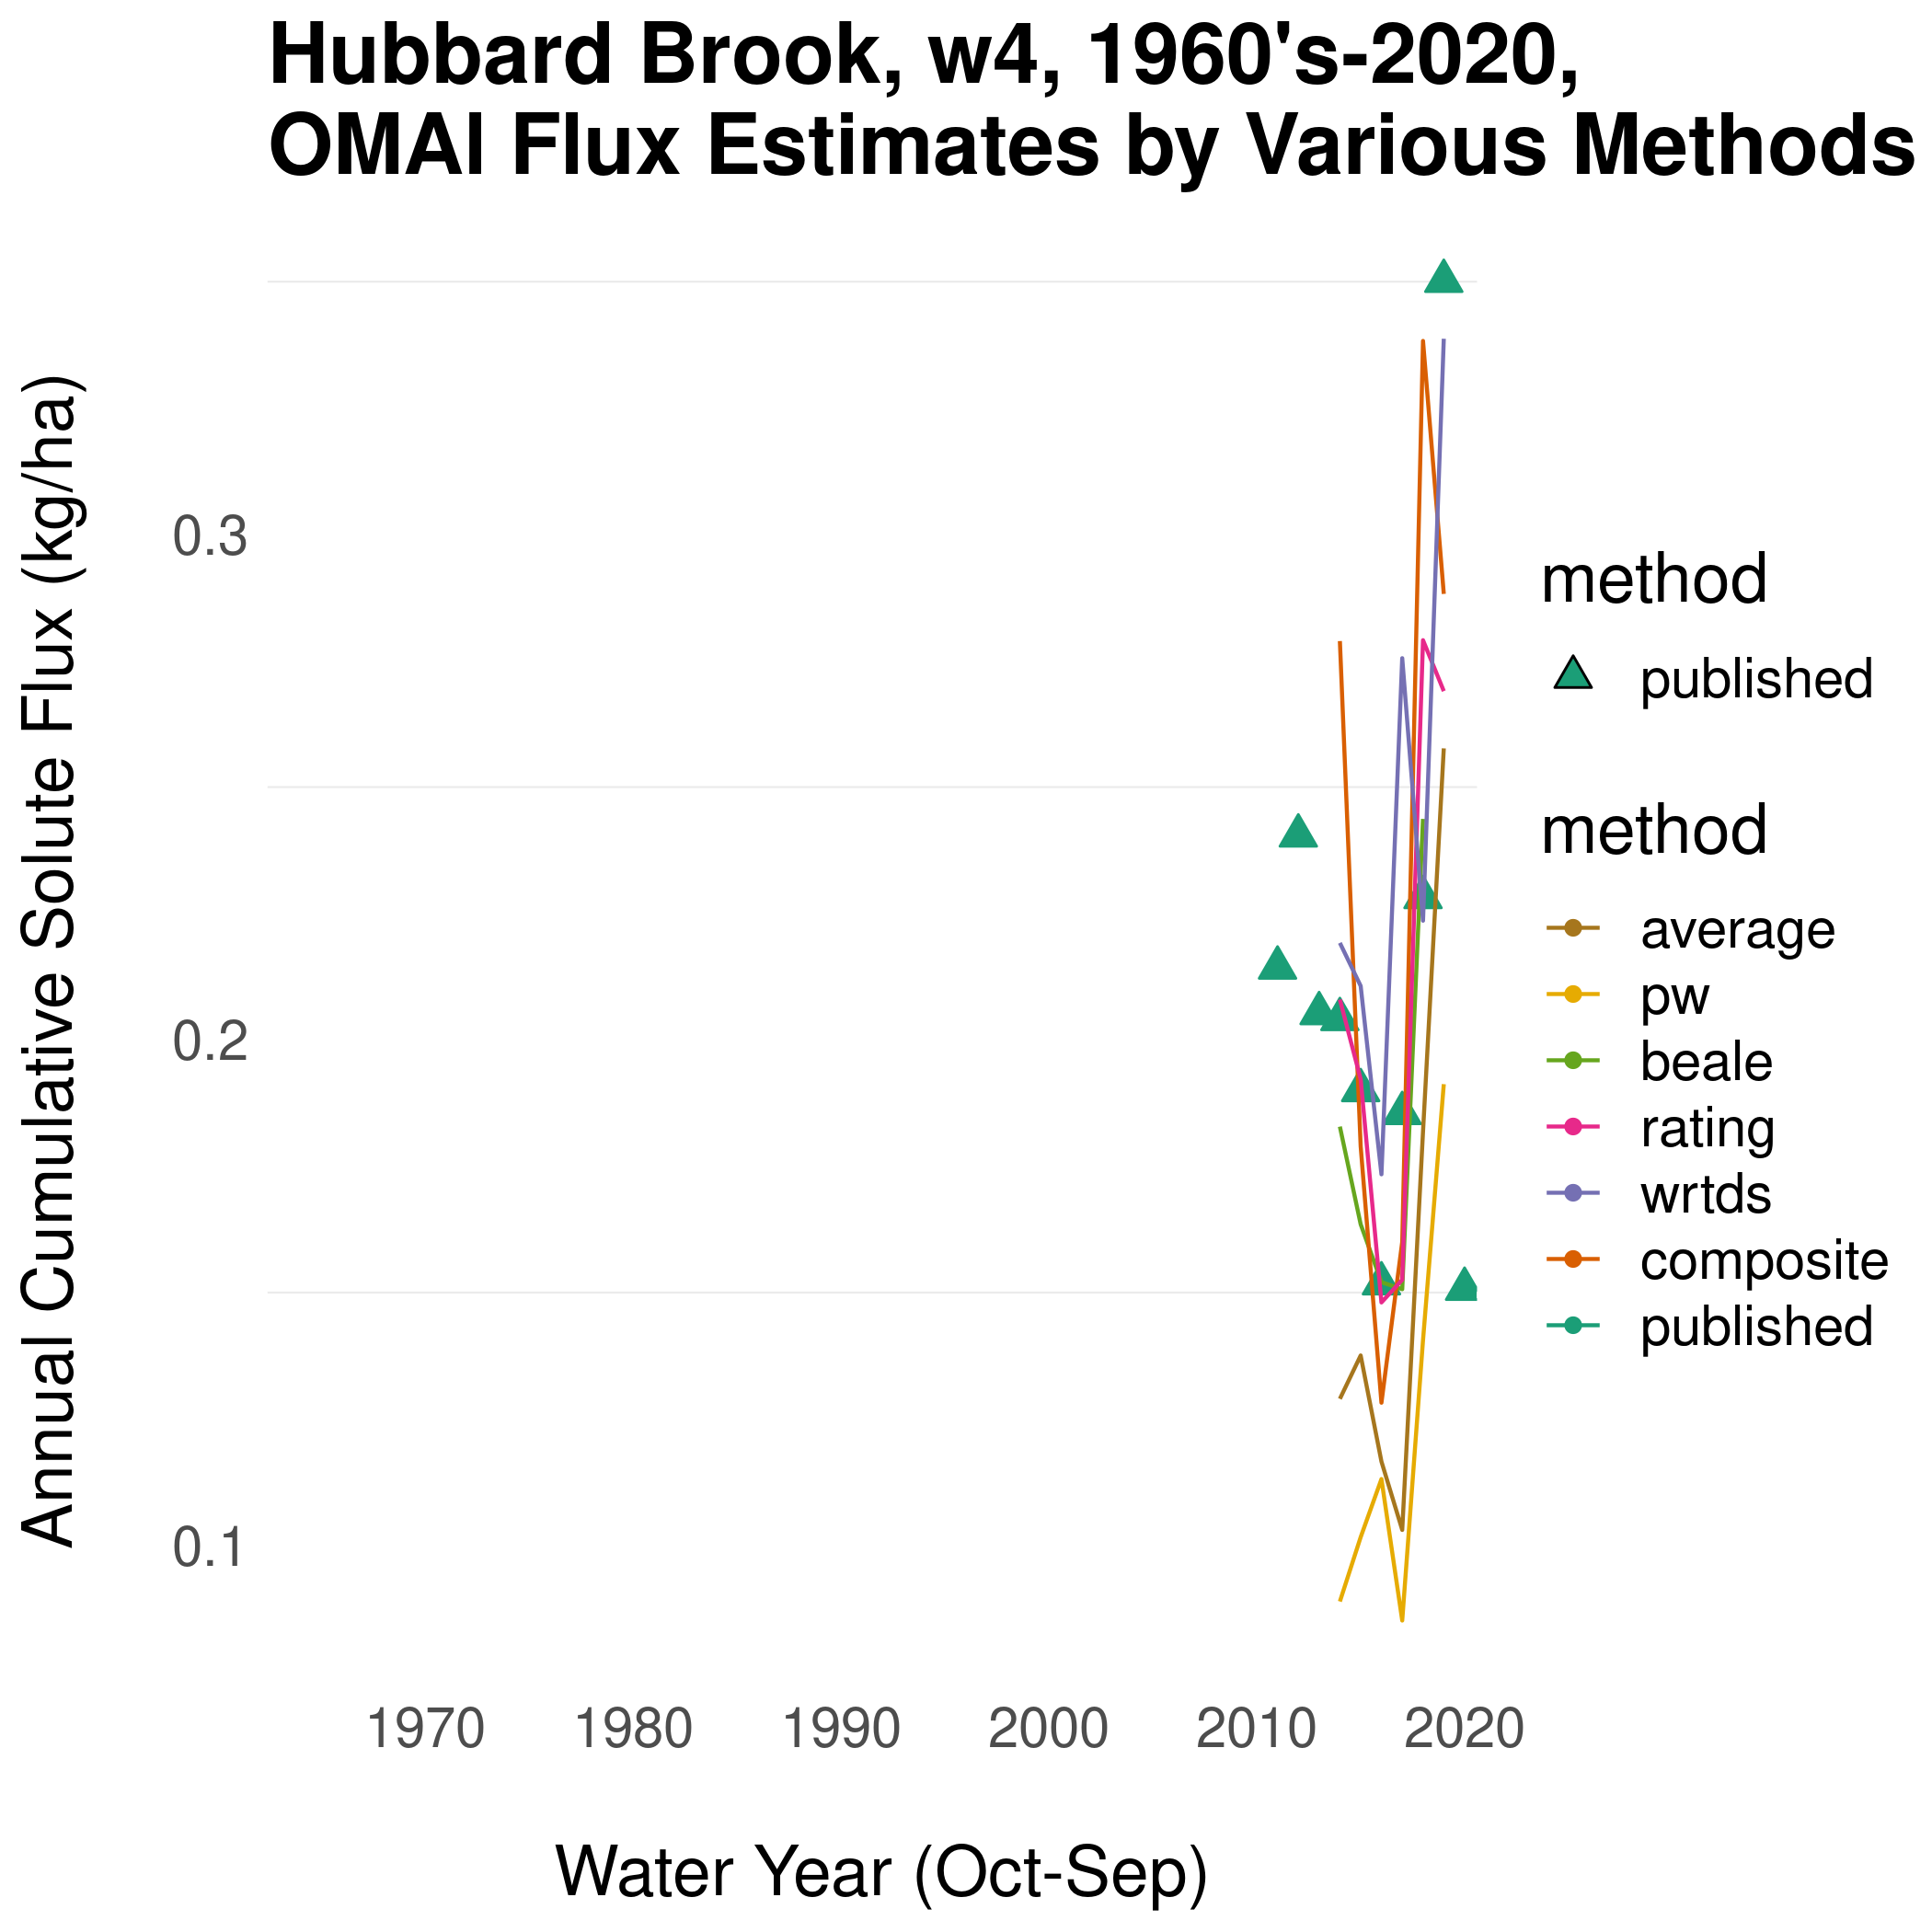 Hubbard Brook, w4, 1960's-2020,
OMAl Flux Estimates by Various Methods
Annual Cumulative Solute Flux (kg/ha)
0.3
0.2
0.1
1970 1980 1990 2000 2010 2020
Water Year (Oct-Sep)
method
published
method
average
pw
beale
rating
wrtds
composite
published